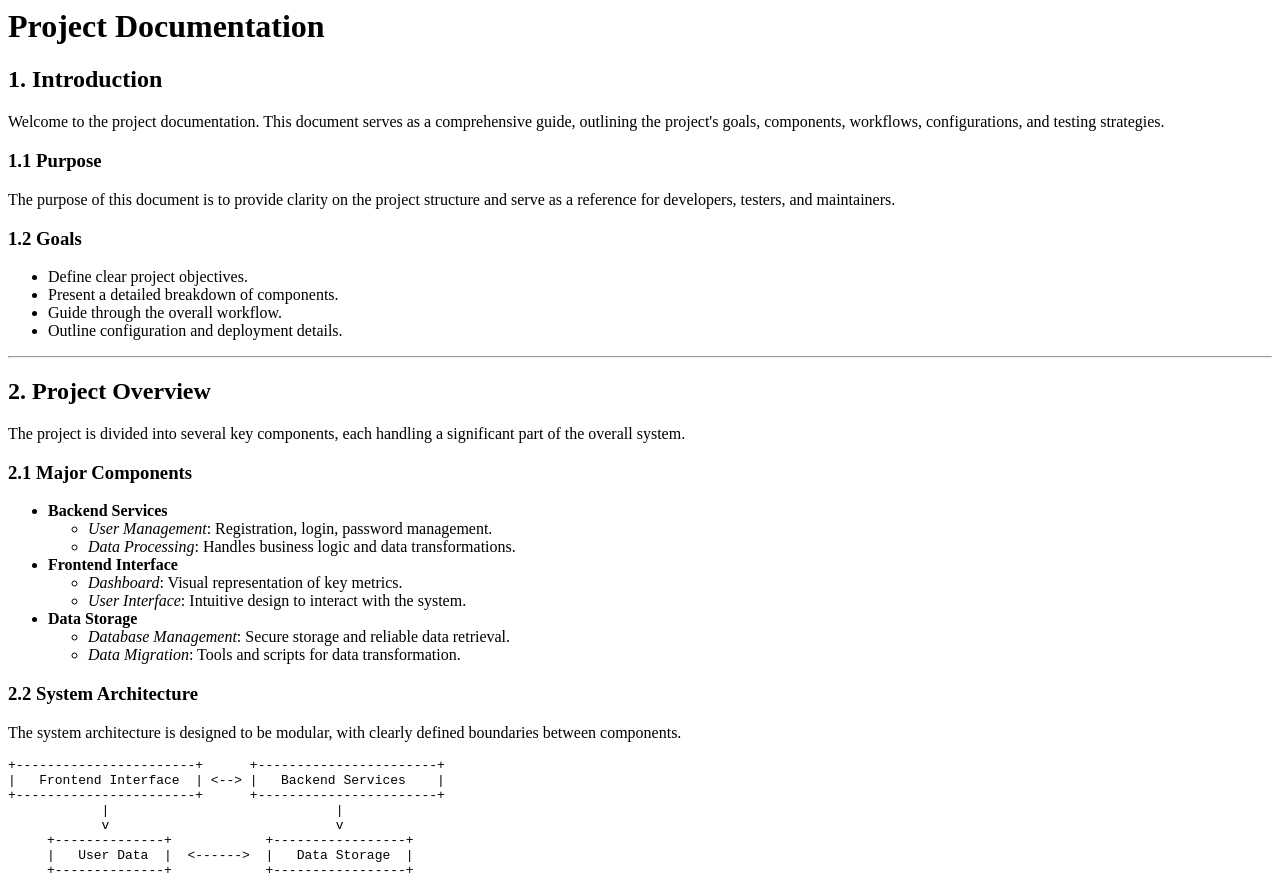 Project Documentation
1. Introduction
Welcome to the project documentation. This document serves as a comprehensive guide, outlining the project's goals, components, workflows, configurations, and testing strategies.
1.1 Purpose
The purpose of this document is to provide clarity on the project structure and serve as a reference for developers, testers, and maintainers.
1.2 Goals
• Define clear project objectives.
• Present a detailed breakdown of components.
• Guide through the overall workflow.
• Outline configuration and deployment details.
2. Project Overview
The project is divided into several key components, each handling a significant part of the overall system.
2.1 Major Components
• Backend Services
◦ User Management: Registration, login, password management.
◦ Data Processing: Handles business logic and data transformations.
• Frontend Interface
◦ Dashboard: Visual representation of key metrics.
◦ User Interface: Intuitive design to interact with the system.
• Data Storage
◦ Database Management: Secure storage and reliable data retrieval.
◦ Data Migration: Tools and scripts for data transformation.
2.2 System Architecture
The system architecture is designed to be modular, with clearly defined boundaries between components.
+-----------------------+      +-----------------------+
|   Frontend Interface  | <--> |   Backend Services    |
+-----------------------+      +-----------------------+
            |                             |
            v                             v
     +--------------+            +-----------------+
     |   User Data  |  <------>  |   Data Storage  |
     +--------------+            +-----------------+